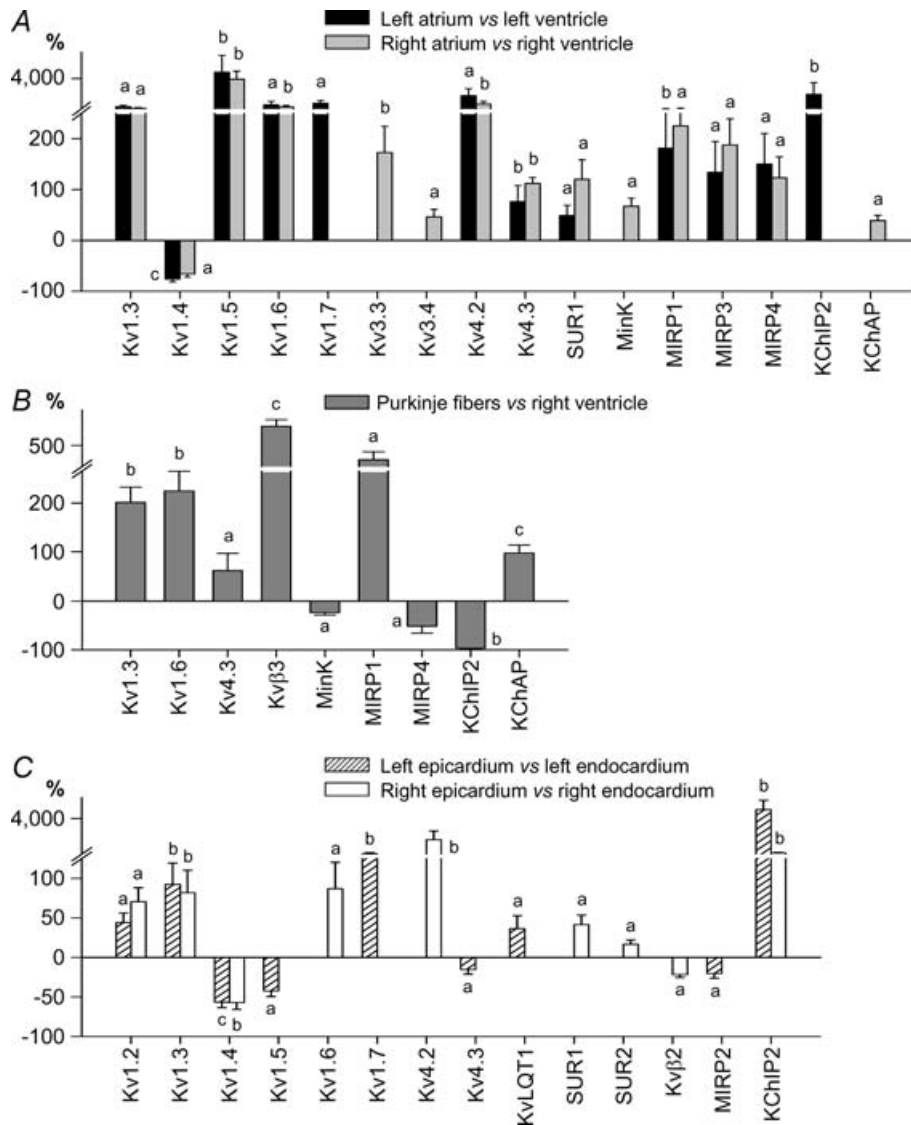 A
Left atrium vs left ventricle
Right atrium vs right ventricle
%
4,000
200
100
0
-100
a a
c a
b b
a b
a
b
a
a b
b b
a a
a
b a
a a
a a
b
a
Kv1.3
Kv1.4
Kv1.5
Kv1.6
Kv1.7
Kv3.3
Kv3.4
Kv4.2
Kv4.3
SUR1
MinK
MIRP1
MIRP3
MIRP4
KChIP2
KChAP
B
Purkinje fibers vs right ventricle
%
500
200
100
0
-100
b
b
a
c
a
a
a
b
c
Kv1.3
Kv1.6
Kv4.3
Kvβ3
MinK
MIRP1
MIRP4
KChIP2
KChAP
C
Left epicardium vs left endocardium
Right epicardium vs right endocardium
%
4,000
100
50
0
-50
-100
a a
b b
c b
a
a
b
b
a
a
a
a
a
a
b b
Kv1.2
Kv1.3
Kv1.4
Kv1.5
Kv1.6
Kv1.7
Kv4.2
Kv4.3
KvLQT1
SUR1
SUR2
Kvβ2
MIRP2
KChIP2